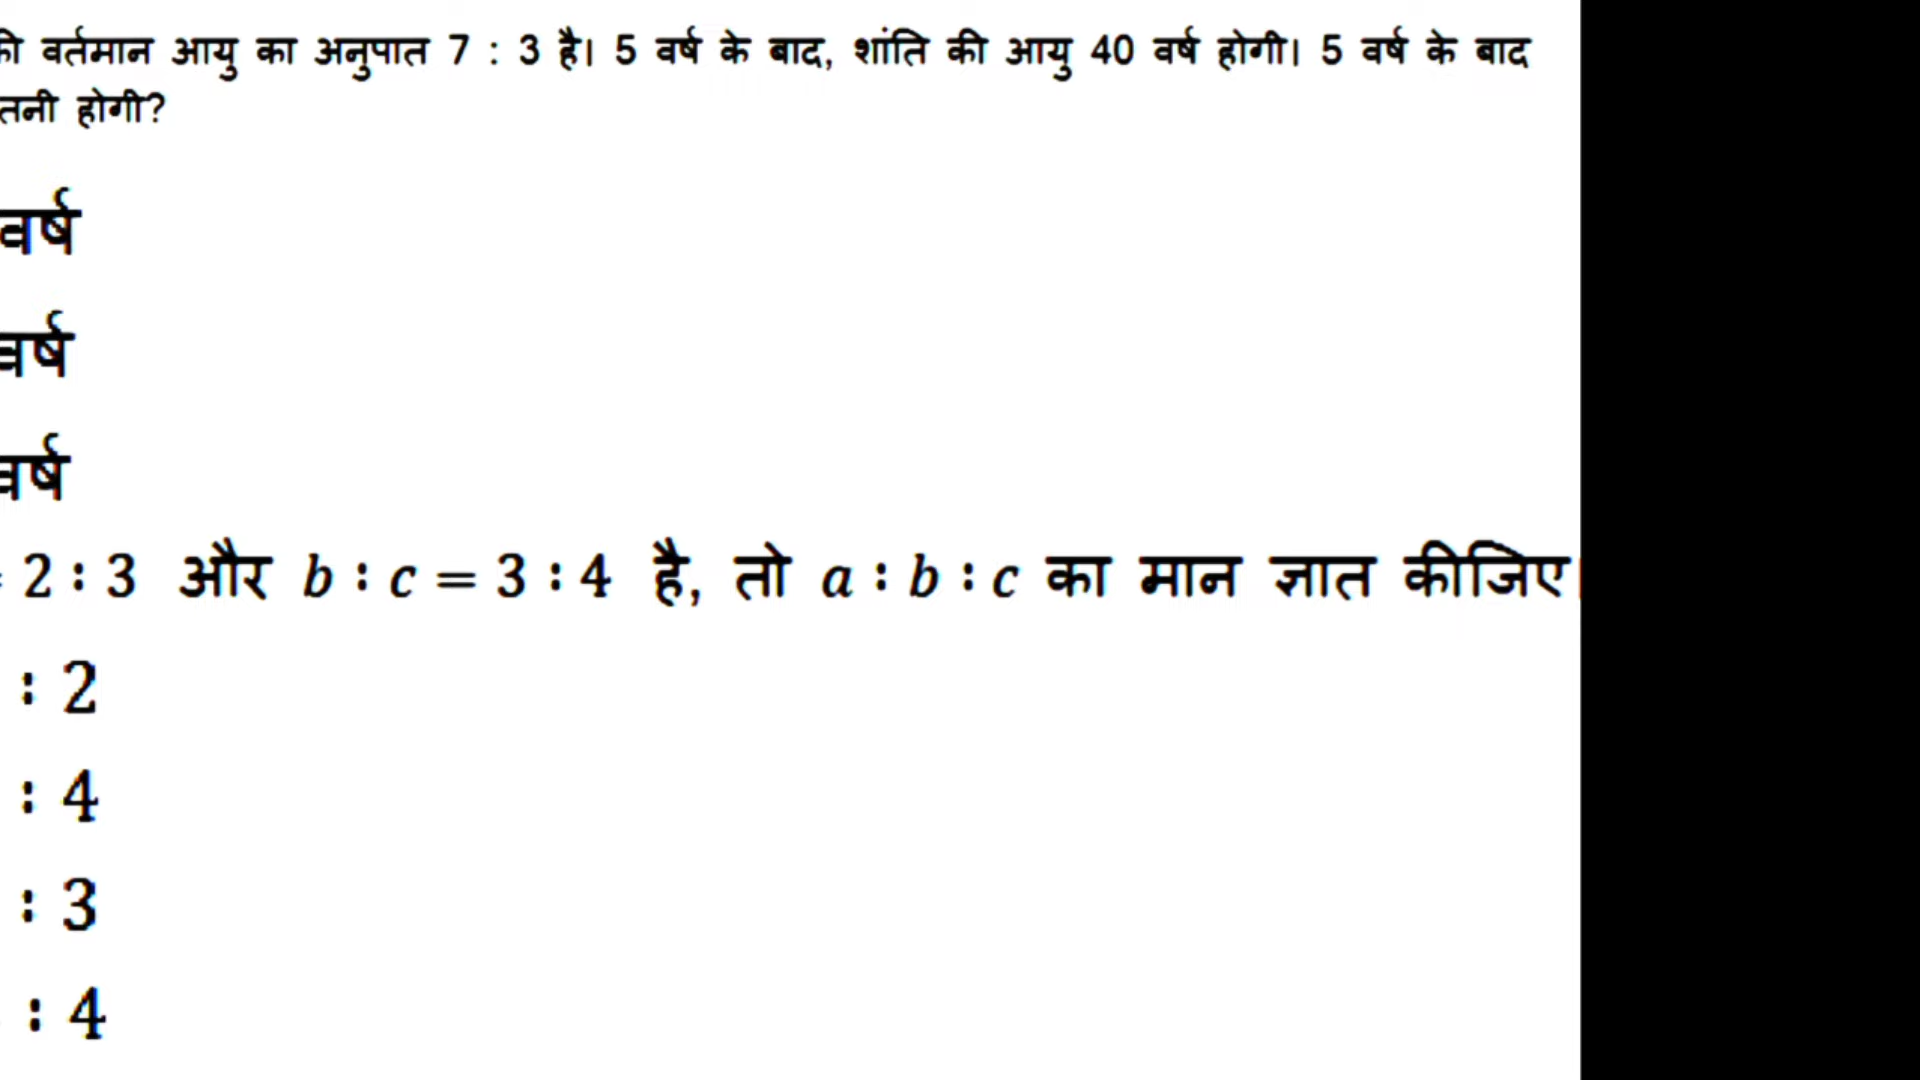 की वर्तमान आयु का अनुपात 7 : 3 है। 5 वर्ष के बाद, शांति की आयु 40 वर्ष होगी। 5 वर्ष के बाद
तनी होगी?
वर्ष
वर्ष
वर्ष
= 2 : 3 और b : c = 3 : 4 है, तो a : b : c का मान ज्ञात कीजिए।
: 2
: 4
: 3
: 4